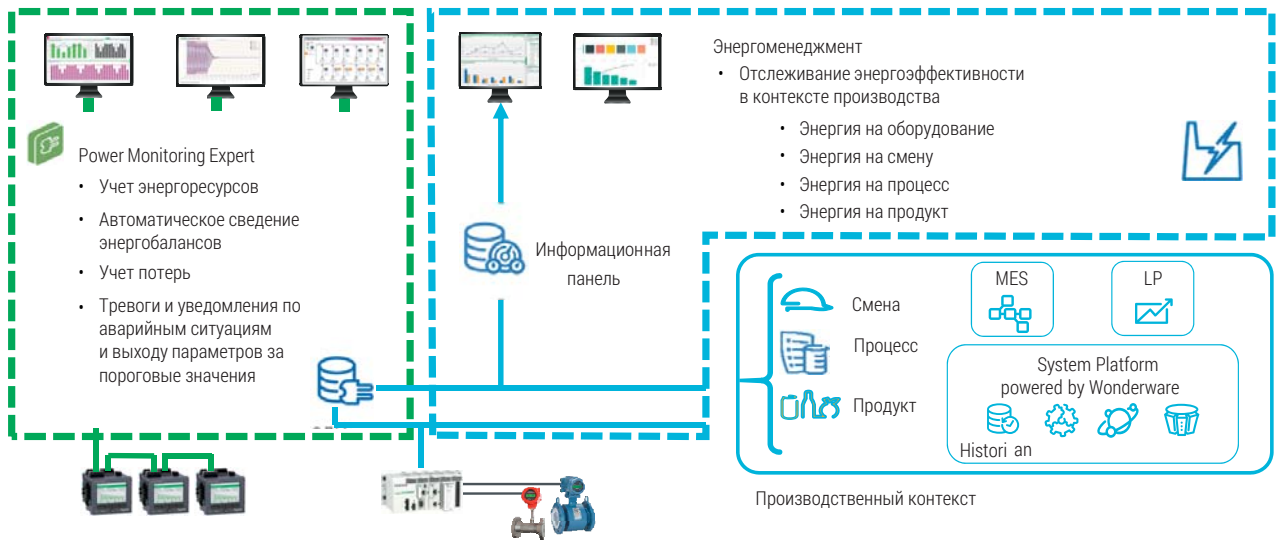 Power Monitoring Expert
• Учет энергоресурсов
• Автоматическое сведение
энергобалансов
• Учет потерь
• Тревоги и уведомления по
аварийным ситуациям
и выходу параметров за
пороговые значения
Информационная
панель
Энергоменеджмент
• Отслеживание энергоэффективности
в контексте производства
• Энергия на оборудование
• Энергия на смену
• Энергия на процесс
• Энергия на продукт
Смена
Процесс
Продукт
MES
LP
System Platform
powered by Wonderware
Histori an
Производственный контекст